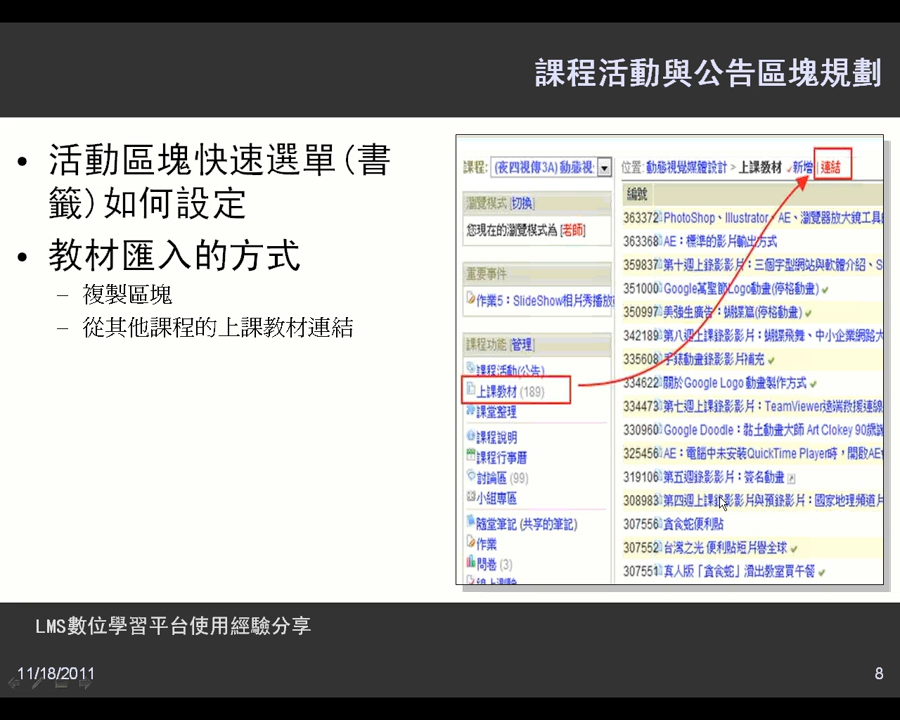 課程活動與公告區塊規劃
• 活動區塊快速選單(書
籤)如何設定
• 教材匯入的方式
– 複製區塊
– 從其他課程的上課教材連結
課程: (夜四視傳3A) 動態視
瀏覽模式 [切換]
您現在的瀏覽模式為 [老師]
重要事件
作業5：SlideShow相片秀播放
課程功能 [管理]
課程活動(公告)
上課教材 (189)
課堂整理
課程說明
課程行事曆
討論區 (99)
小組專區
隨堂筆記 (共享的筆記)
作業
問卷 (3)
線上測驗
位置: 動態視覺媒體設計 > 上課教材 新增 | 連結
編號
363372 PhotoShop、Illustrator、AE、瀏覽器放大鏡工具
363368 AE：標準的影片輸出方式
359837 第十週上錄影影片：三個字型網站與軟體介紹、S
351000 Google萬聖節Logo動畫(停格動畫)
350997 美強生廣告：蝴蝶篇(停格動畫)
342189 第八週上課錄影影片：蝴蝶飛舞、中小企業網路大
335608 手錶動畫錄影影片補充
334622 關於Google Logo 動畫製作方式
334473 第七週上課錄影影片：TeamViewer遠端救援連線
330960 Google Doodle：黏土動畫大師 Art Clokey 90歲誕
325456 AE：電腦中未安裝QuickTime Player時，開啟AE
319106 第五週錄影影片：簽名動畫
308983 第四週上課錄影影片與預錄影片：國家地理頻道片
307556 貪食蛇便利貼
307552 台灣之光 便利貼短片譽全球
307551 真人版「貪食蛇」滑出教室買午餐
LMS數位學習平台使用經驗分享
11/18/2011
8